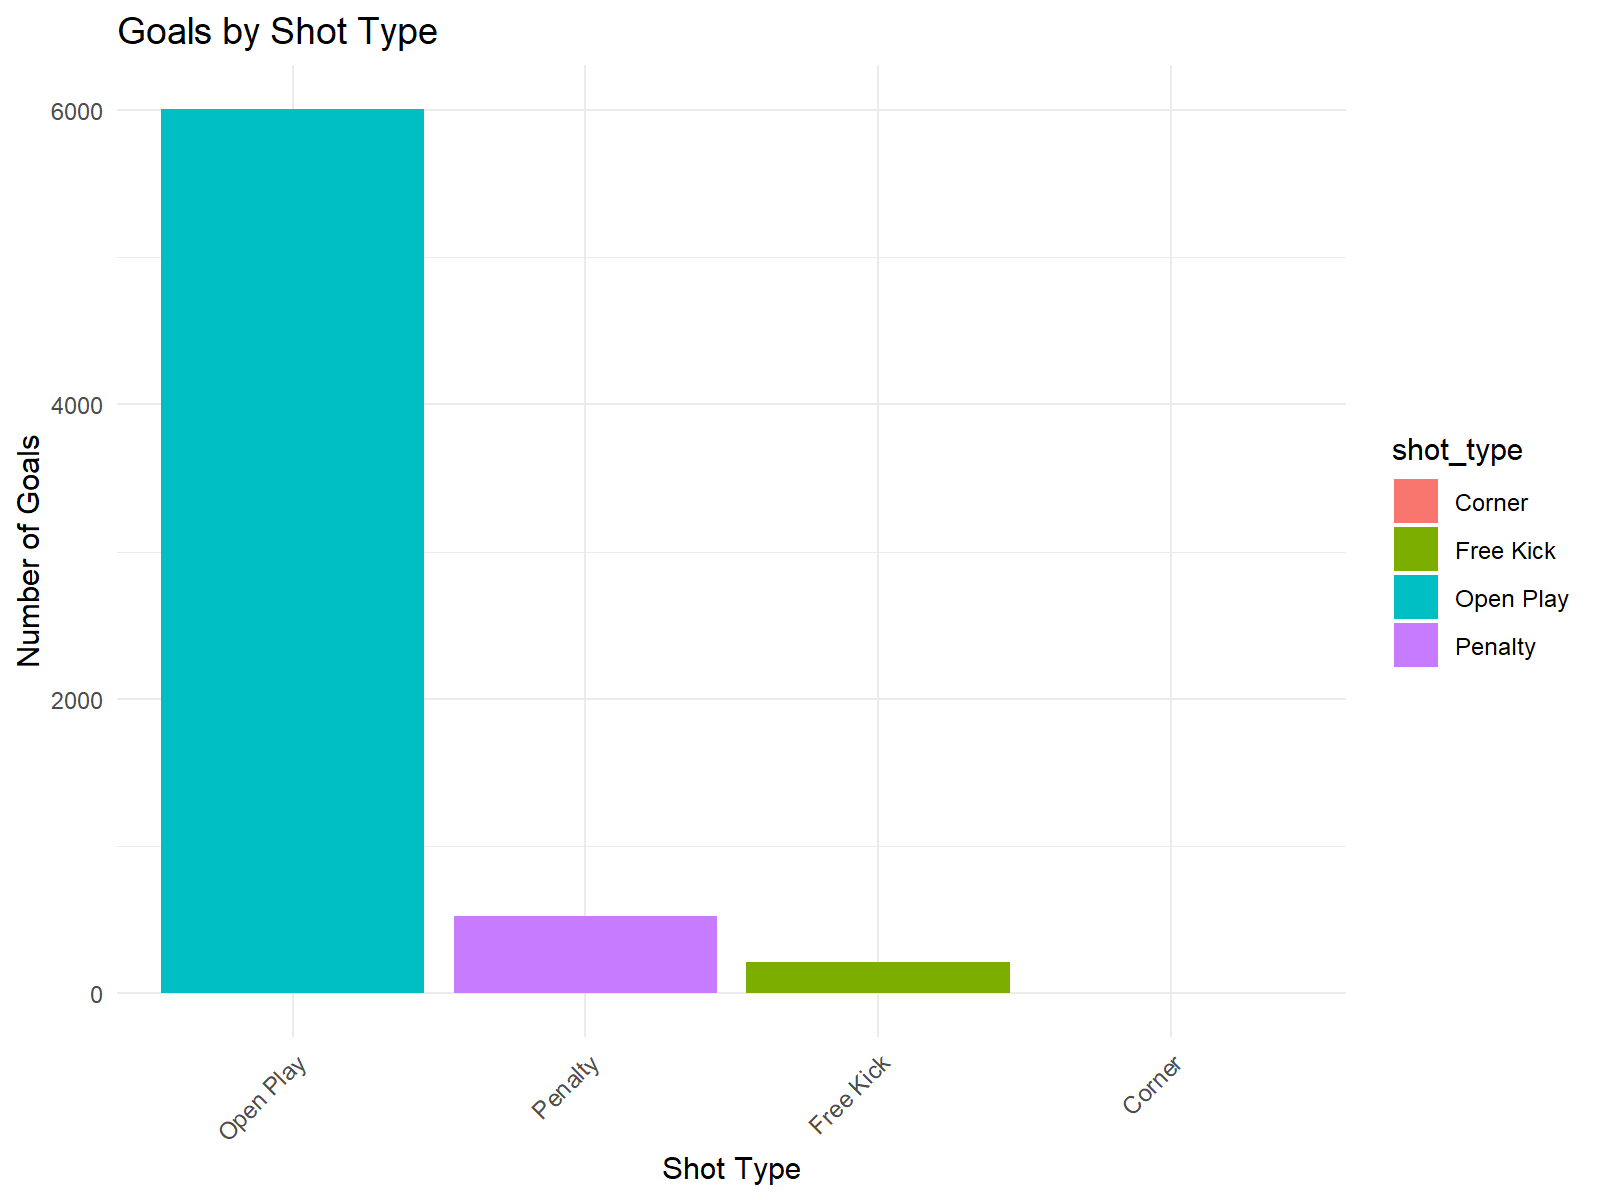 Goals by Shot Type
Number of Goals
6000
4000
2000
0
Open Play
Penalty
Free Kick
Corner
Shot Type
shot_type
Corner
Free Kick
Open Play
Penalty